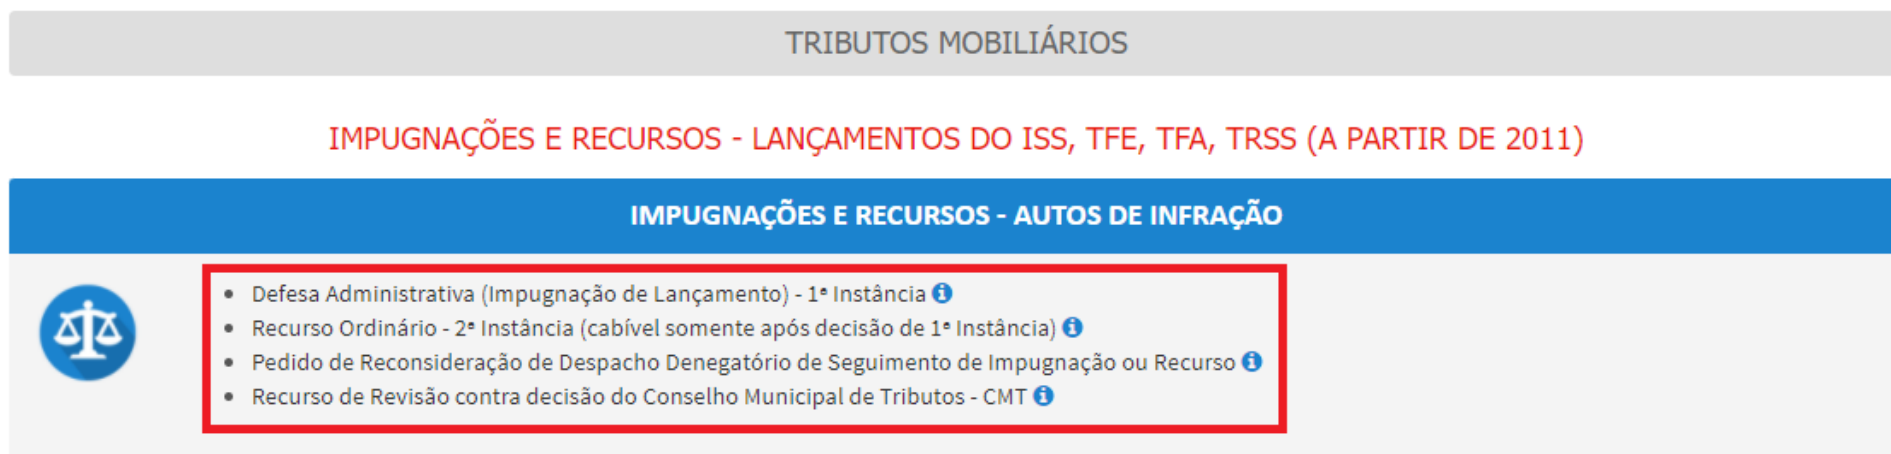 TRIBUTOS MOBILIÁRIOS
IMPUGNAÇÕES E RECURSOS - LANÇAMENTOS DO ISS, TFE, TFA, TRSS (A PARTIR DE 2011)
IMPUGNAÇÕES E RECURSOS - AUTOS DE INFRAÇÃO
• Defesa Administrativa (Impugnação de Lançamento) - 1ª Instância
• Recurso Ordinário - 2ª Instância (cabível somente após decisão de 1ª Instância)
• Pedido de Reconsideração de Despacho Denegatório de Seguimento de Impugnação ou Recurso
• Recurso de Revisão contra decisão do Conselho Municipal de Tributos - CMT